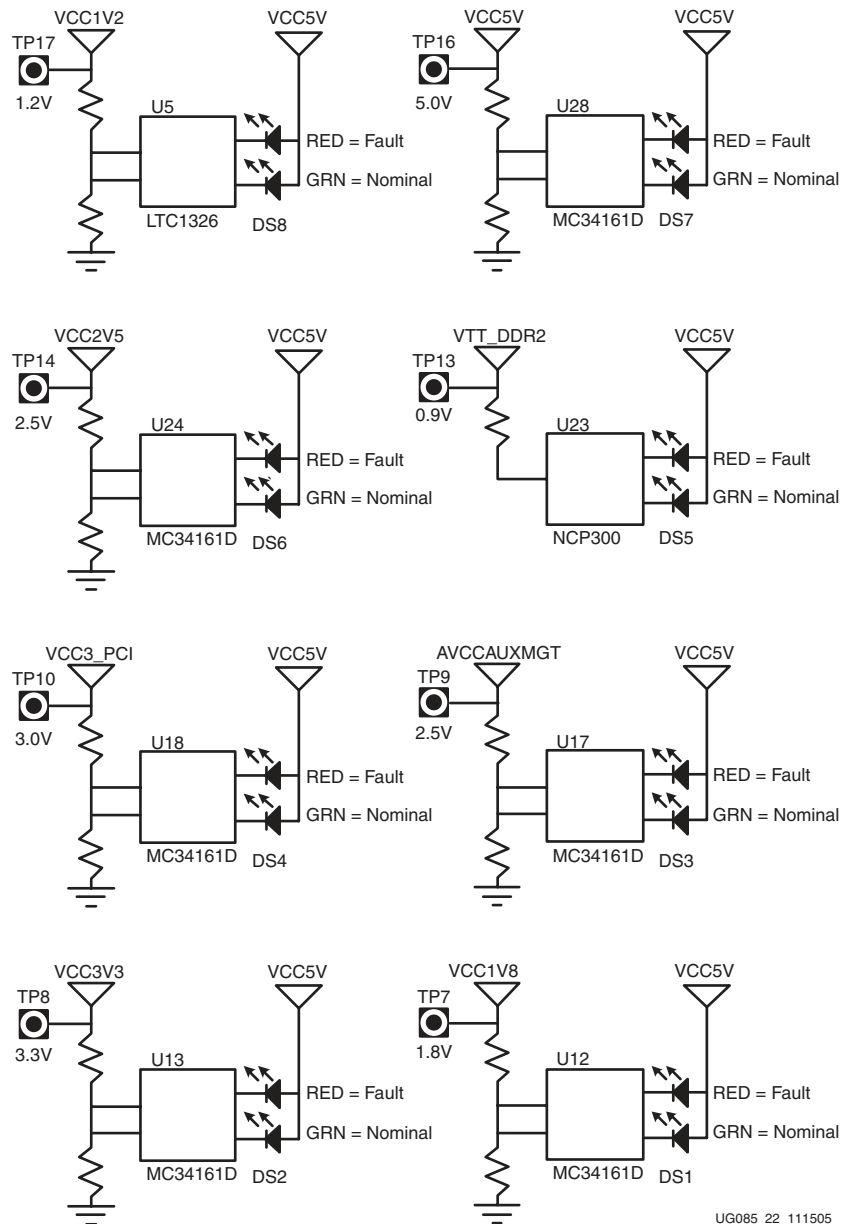 VCC1V2
VCC5V
TP17
1.2V
U5
RED = Fault
GRN = Nominal
LTC1326
DS8
VCC5V
VCC5V
TP16
5.0V
U28
RED = Fault
GRN = Nominal
MC34161D
DS7
VCC2V5
VCC5V
TP14
2.5V
U24
RED = Fault
GRN = Nominal
MC34161D
DS6
VTT_DDR2
VCC5V
TP13
0.9V
U23
RED = Fault
GRN = Nominal
NCP300
DS5
VCC3_PCI
VCC5V
TP10
3.0V
U18
RED = Fault
GRN = Nominal
MC34161D
DS4
AVCCAUXMGT
VCC5V
TP9
2.5V
U17
RED = Fault
GRN = Nominal
MC34161D
DS3
VCC3V3
VCC5V
TP8
3.3V
U13
RED = Fault
GRN = Nominal
MC34161D
DS2
VCC1V8
VCC5V
TP7
1.8V
U12
RED = Fault
GRN = Nominal
MC34161D
DS1
UG085_22_111505